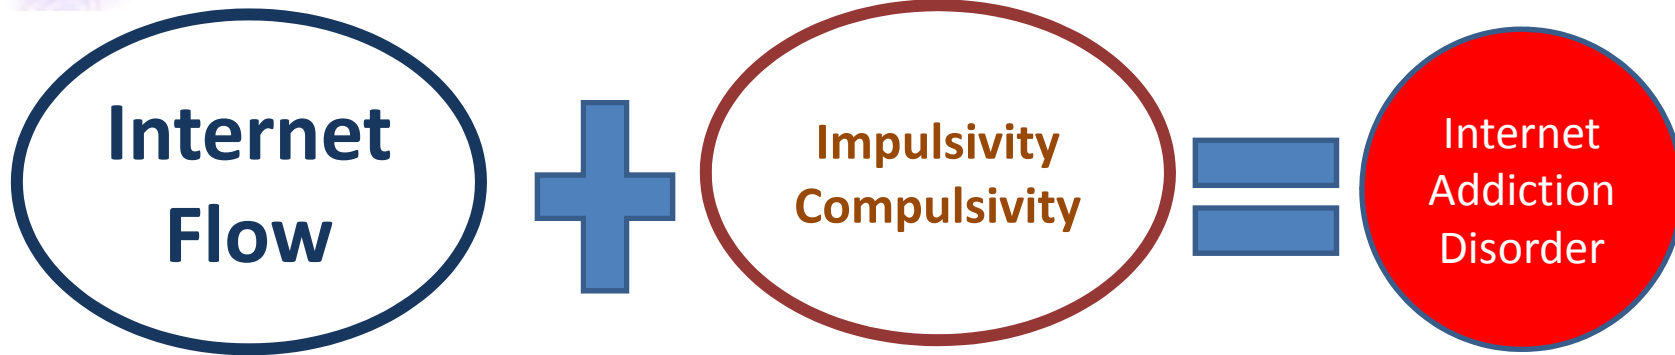 Internet
Flow
Impulsivity
Compulsivity
Internet
Addiction
Disorder